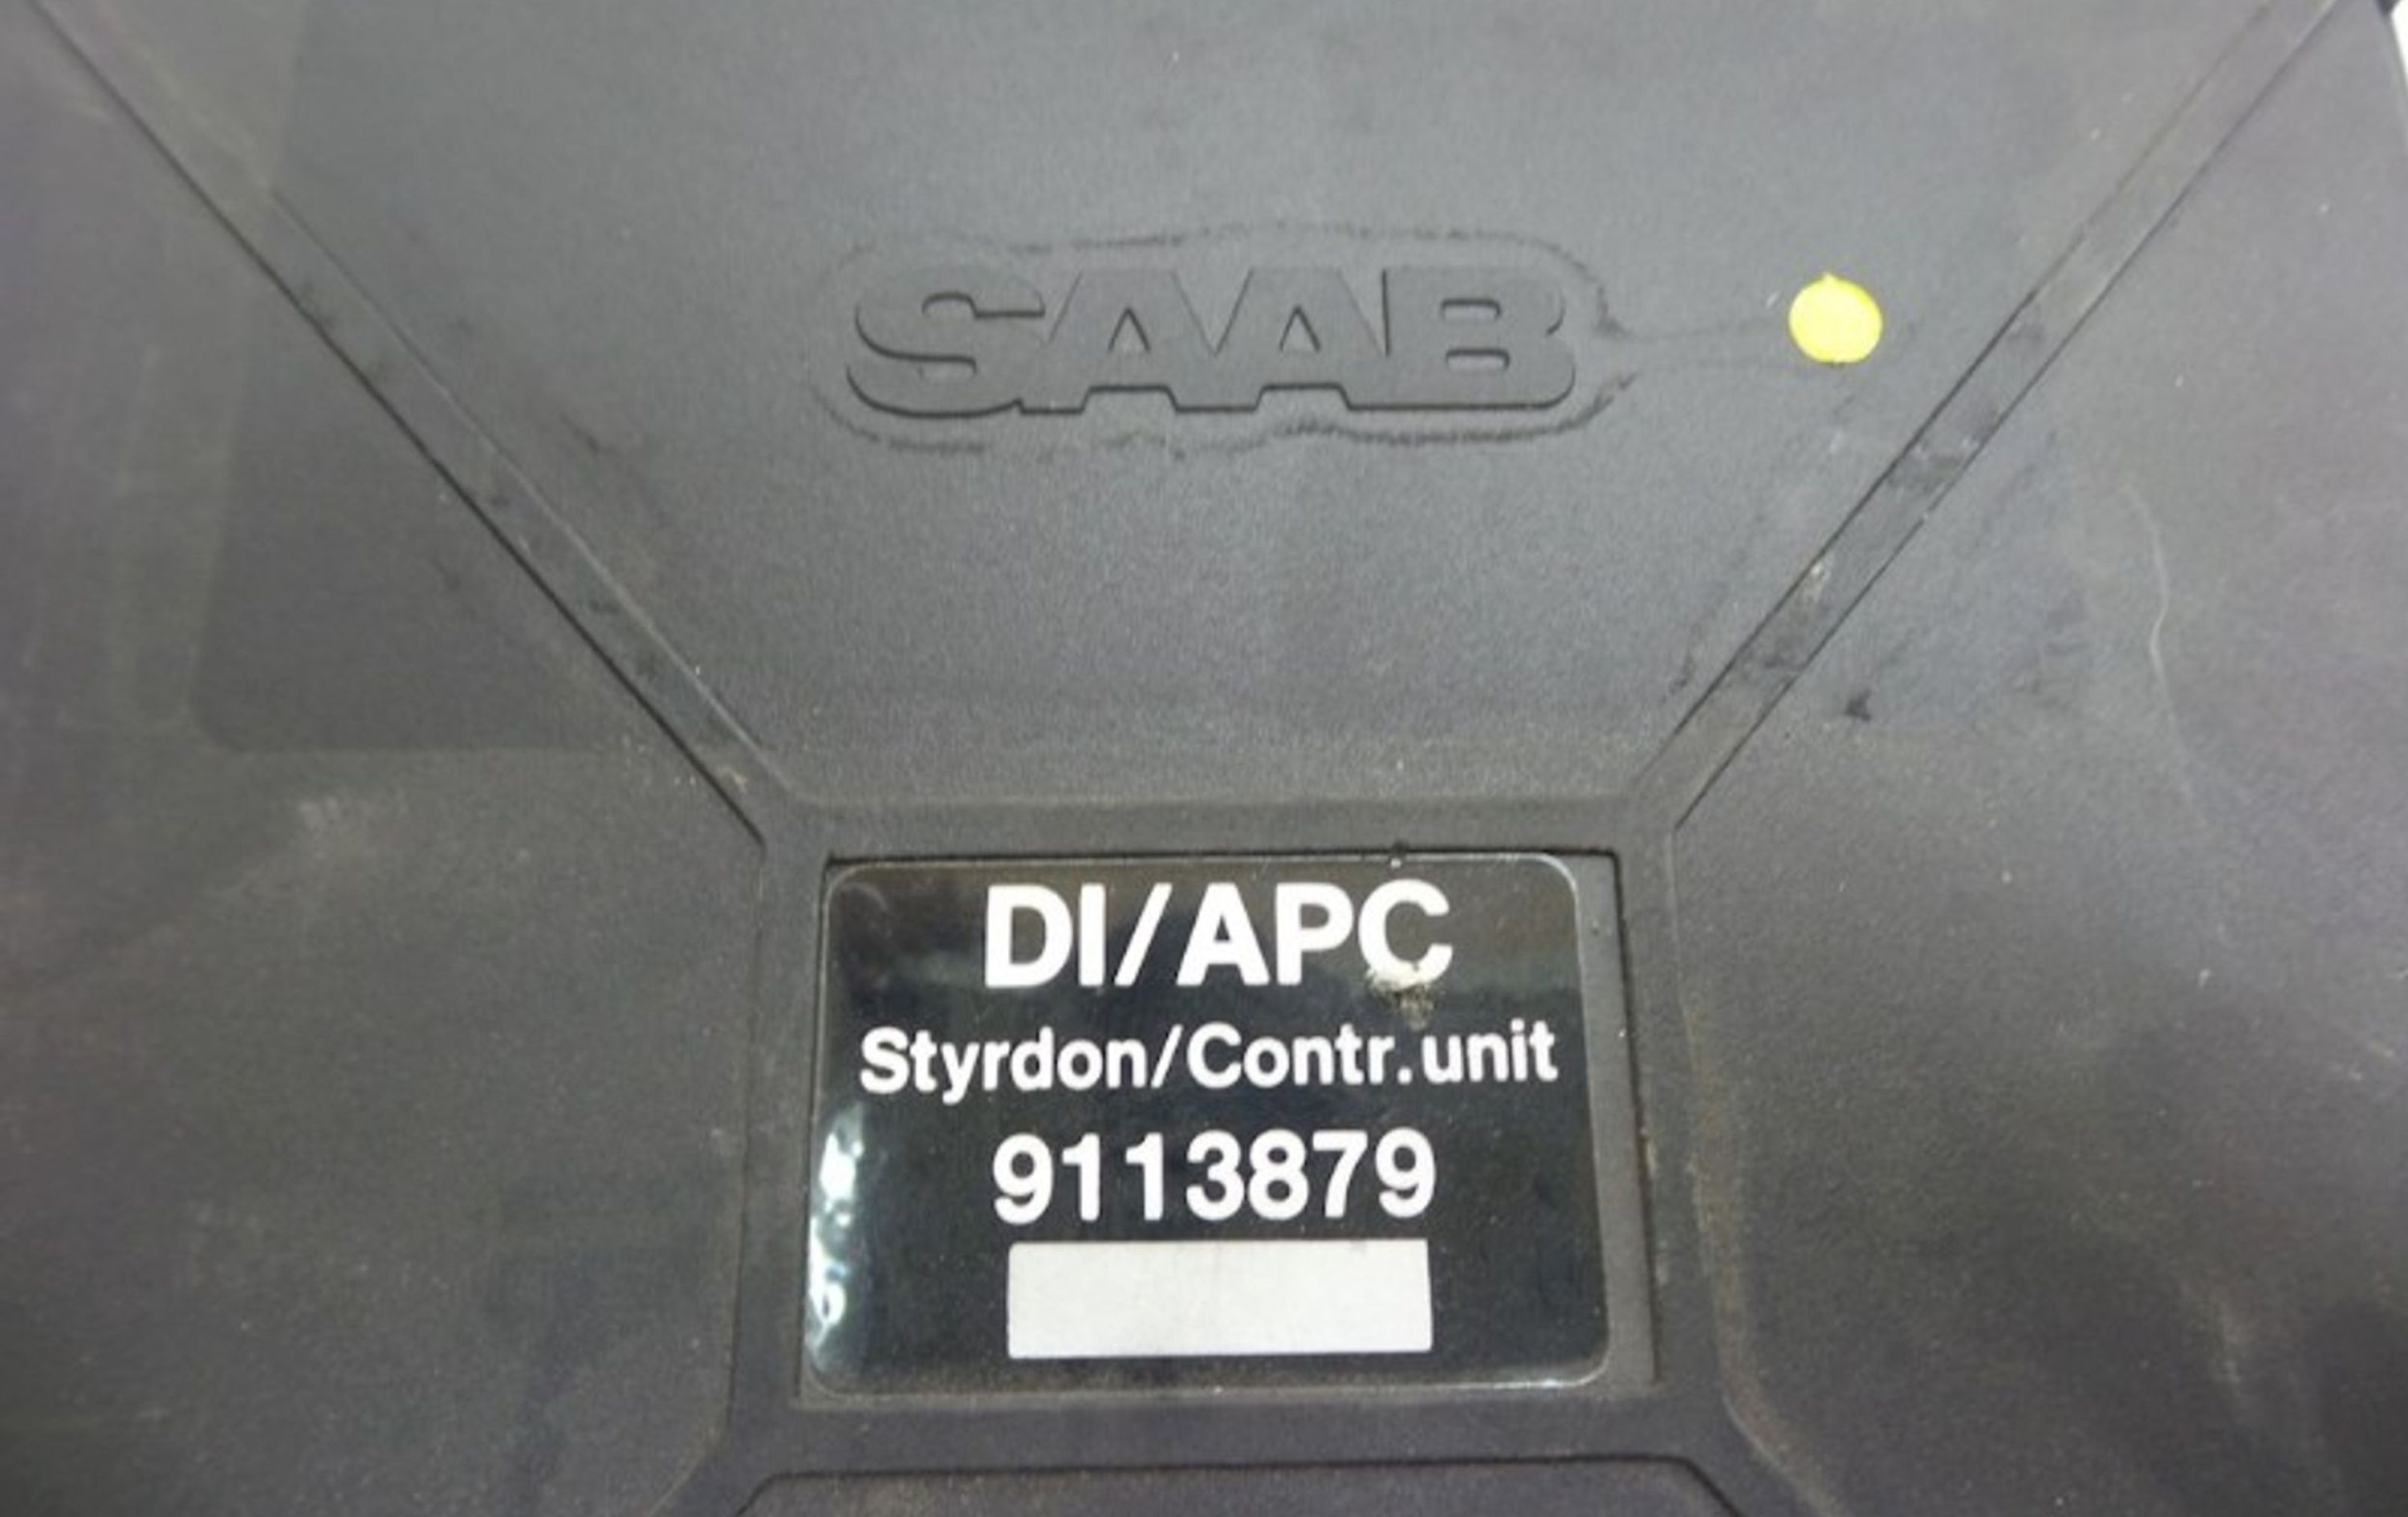 SAAB
DI/APC
Styrdon/Contr.unit
9113879